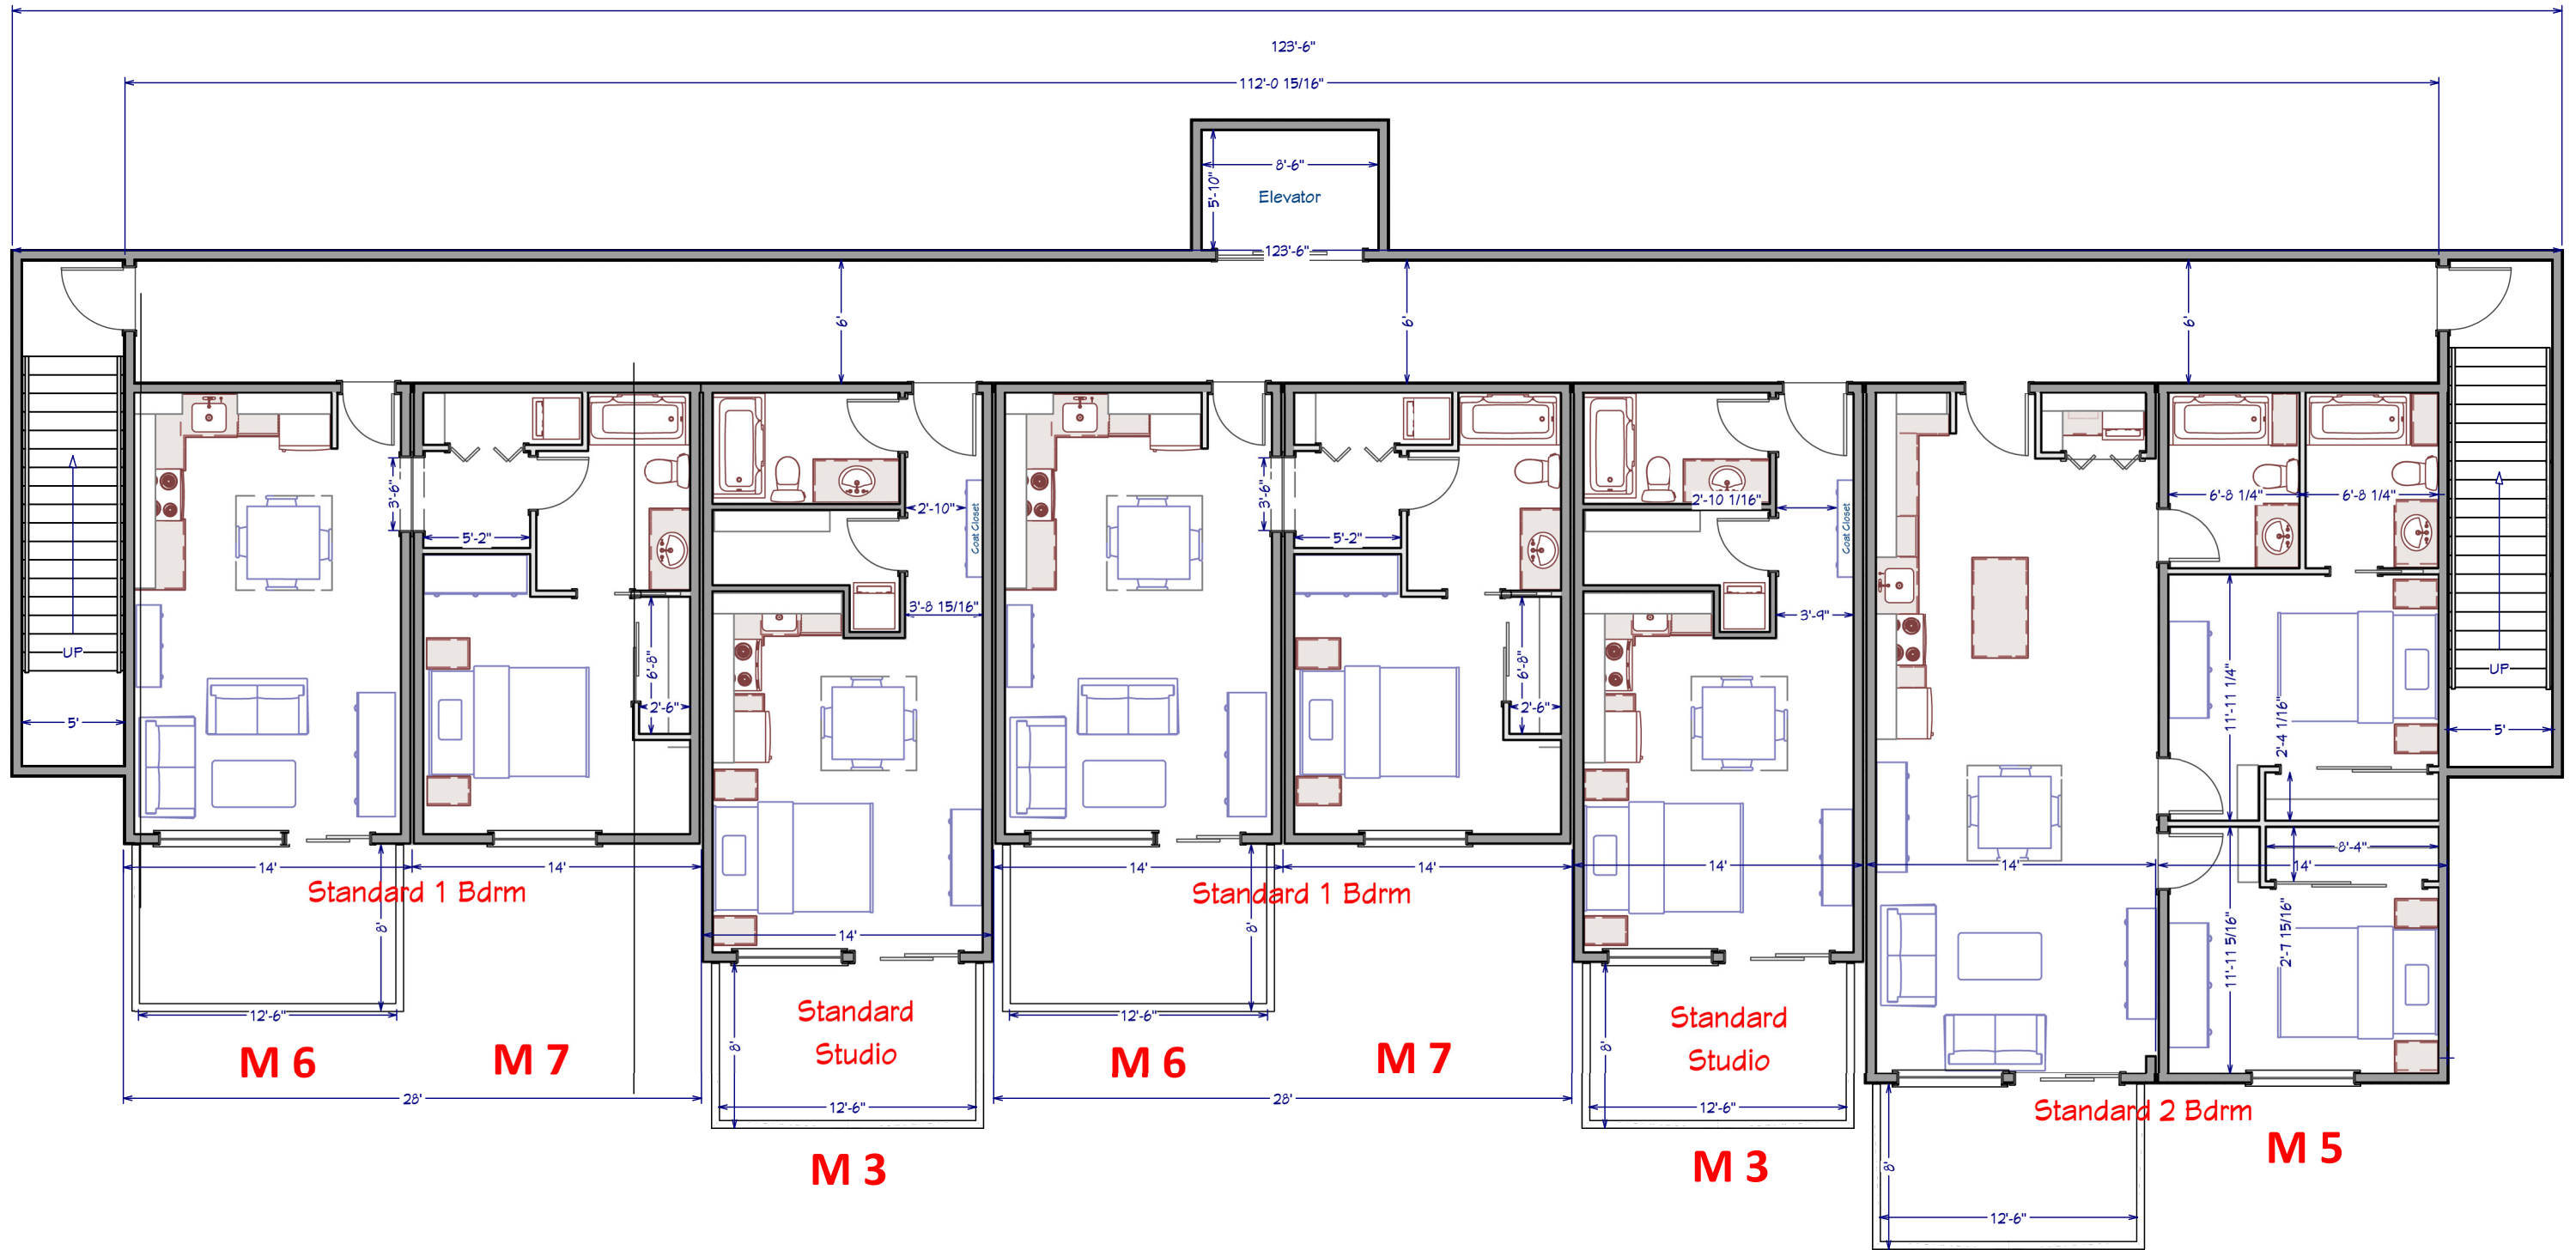 123'-6"
112'-0 15/16"
8'-6"
5'-10"
Elevator
123'-6"
6'
6'
6'
3'-6"
5'-2"
2'-10"
Coat Closet
3'-6"
5'-2"
2'-10 1/16"
Coat Closet
6'-8 1/4"
6'-8 1/4"
3'-8 15/16"
3'-9"
UP
6'-8"
2'-6"
6'-8"
2'-6"
11'-11 1/4"
2'-4 1/16"
UP
5'
5'
8'-4"
14'
14'
14'
14'
14'
14'
14'
Standard 1 Bdrm
Standard 1 Bdrm
8'
14'
8'
11'-11 5/16"
2'-7 15/16"
12'-6"
Standard
Studio
12'-6"
Standard
Studio
M 6
M 7
8'
M 6
M 7
8'
28'
12'-6"
28'
12'-6"
Standard 2 Bdrm
M 3
M 3
M 5
8'
12'-6"